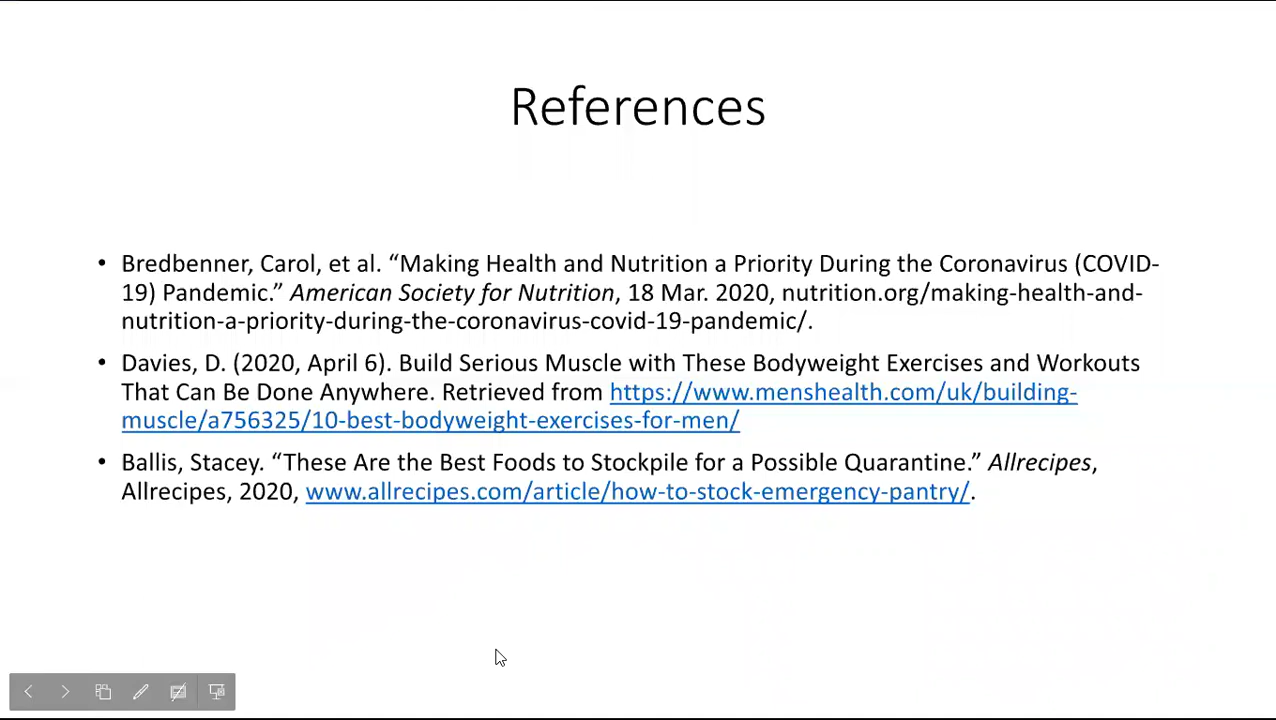 References
• Bredbenner, Carol, et al. “Making Health and Nutrition a Priority During the Coronavirus (COVID-
19) Pandemic.” American Society for Nutrition, 18 Mar. 2020, nutrition.org/making-health-and-
nutrition-a-priority-during-the-coronavirus-covid-19-pandemic/.
• Davies, D. (2020, April 6). Build Serious Muscle with These Bodyweight Exercises and Workouts
That Can Be Done Anywhere. Retrieved from https://www.menshealth.com/uk/building-
muscle/a756325/10-best-bodyweight-exercises-for-men/
• Ballis, Stacey. “These Are the Best Foods to Stockpile for a Possible Quarantine.” Allrecipes,
Allrecipes, 2020, www.allrecipes.com/article/how-to-stock-emergency-pantry/.